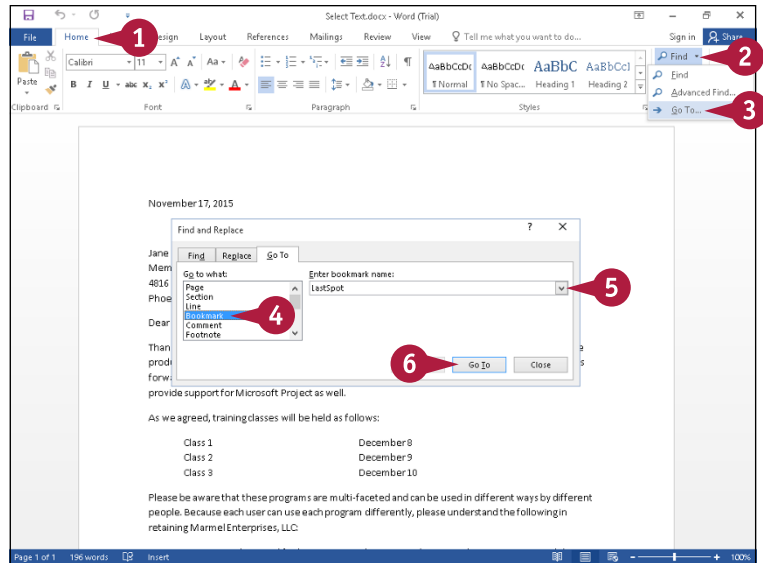 Select Text.docx - Word (Trial)
File Home Design Layout References Mailings Review View Tell me what you want to do... Sign in Share
1
Paste
Clipboard
Calibri 11 A A Aa
B I U abc x₂ x² A A
Font
Paragraph
AaBbCcDc AaBbCcDc AaBbC AaBbCcI
¶ Normal ¶ No Spac... Heading 1 Heading 2
Styles
Find
2
Find
Advanced Find...
Go To...
3
November 17, 2015
Find and Replace ? X
Find Replace Go To
Go to what:
Page
Section
Line
Bookmark
Comment
Footnote
4
Enter bookmark name:
LastSpot
5
6
Go To Close
Jane
Mem
4816
Phoe
Dear
Than
prod
forw
provide support for Microsoft Project as well.
As we agreed, training classes will be held as follows:
Class 1 December 8
Class 2 December 9
Class 3 December 10
Please be aware that these programs are multi-faceted and can be used in different ways by different
people. Because each user can use each program differently, please understand the following in
retaining Marmel Enterprises, LLC:
Page 1 of 1 196 words Insert 100%